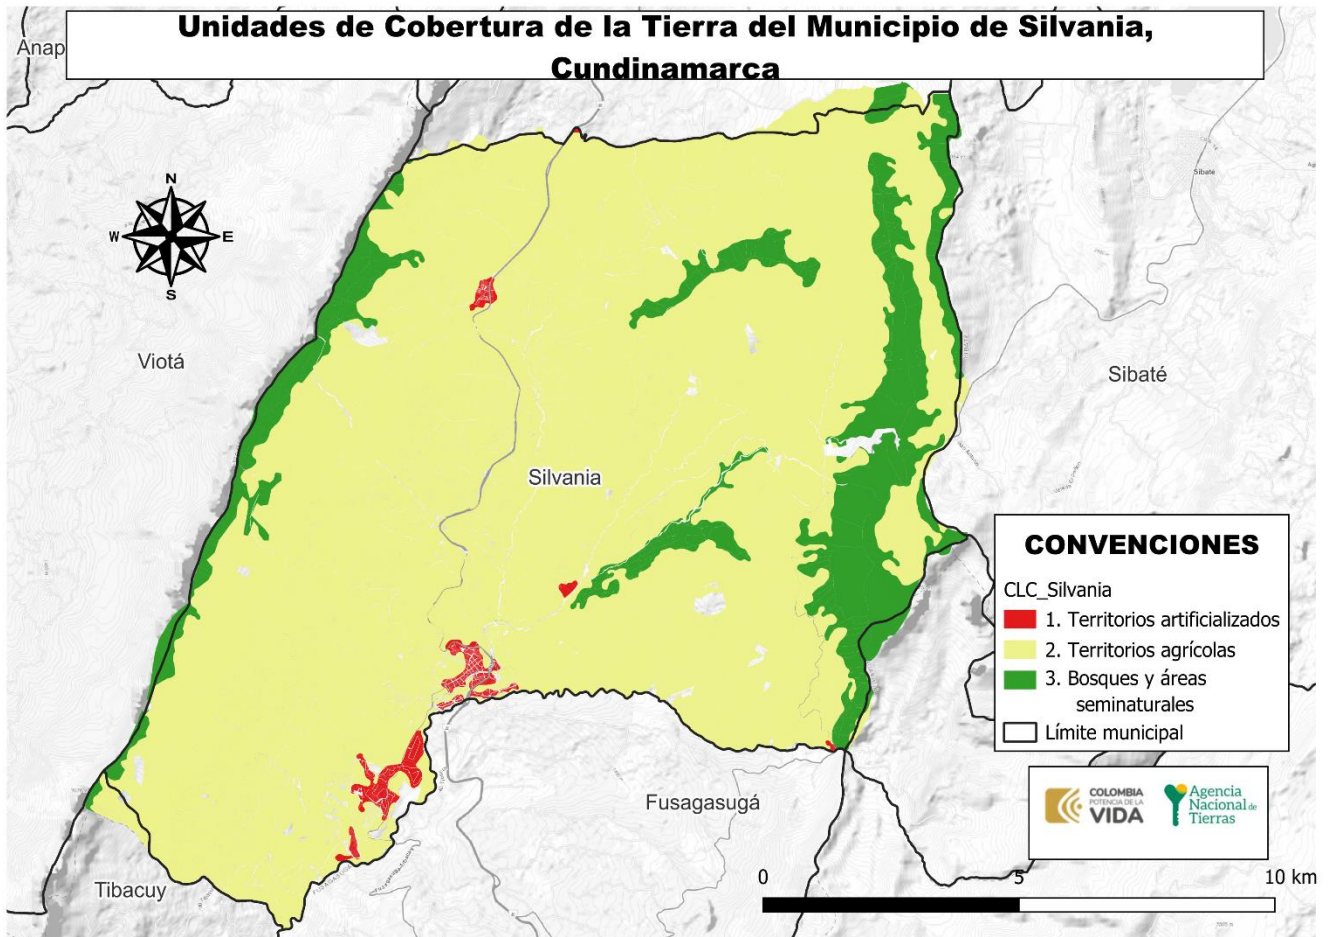 Unidades de Cobertura de la Tierra del Municipio de Silvania,
Cundinamarca
Anap
N
W
E
S
Sibaté
Viotá
Sibaté
Silvania
CONVENCIONES
CLC_Silvania
1. Territorios artificializados
2. Territorios agrícolas
3. Bosques y áreas
seminaturales
Límite municipal
COLOMBIA
POTENCIA DE LA
VIDA
Agencia
Nacional de
Tierras
Fusagasugá
Tibacuy
0
5
10 km